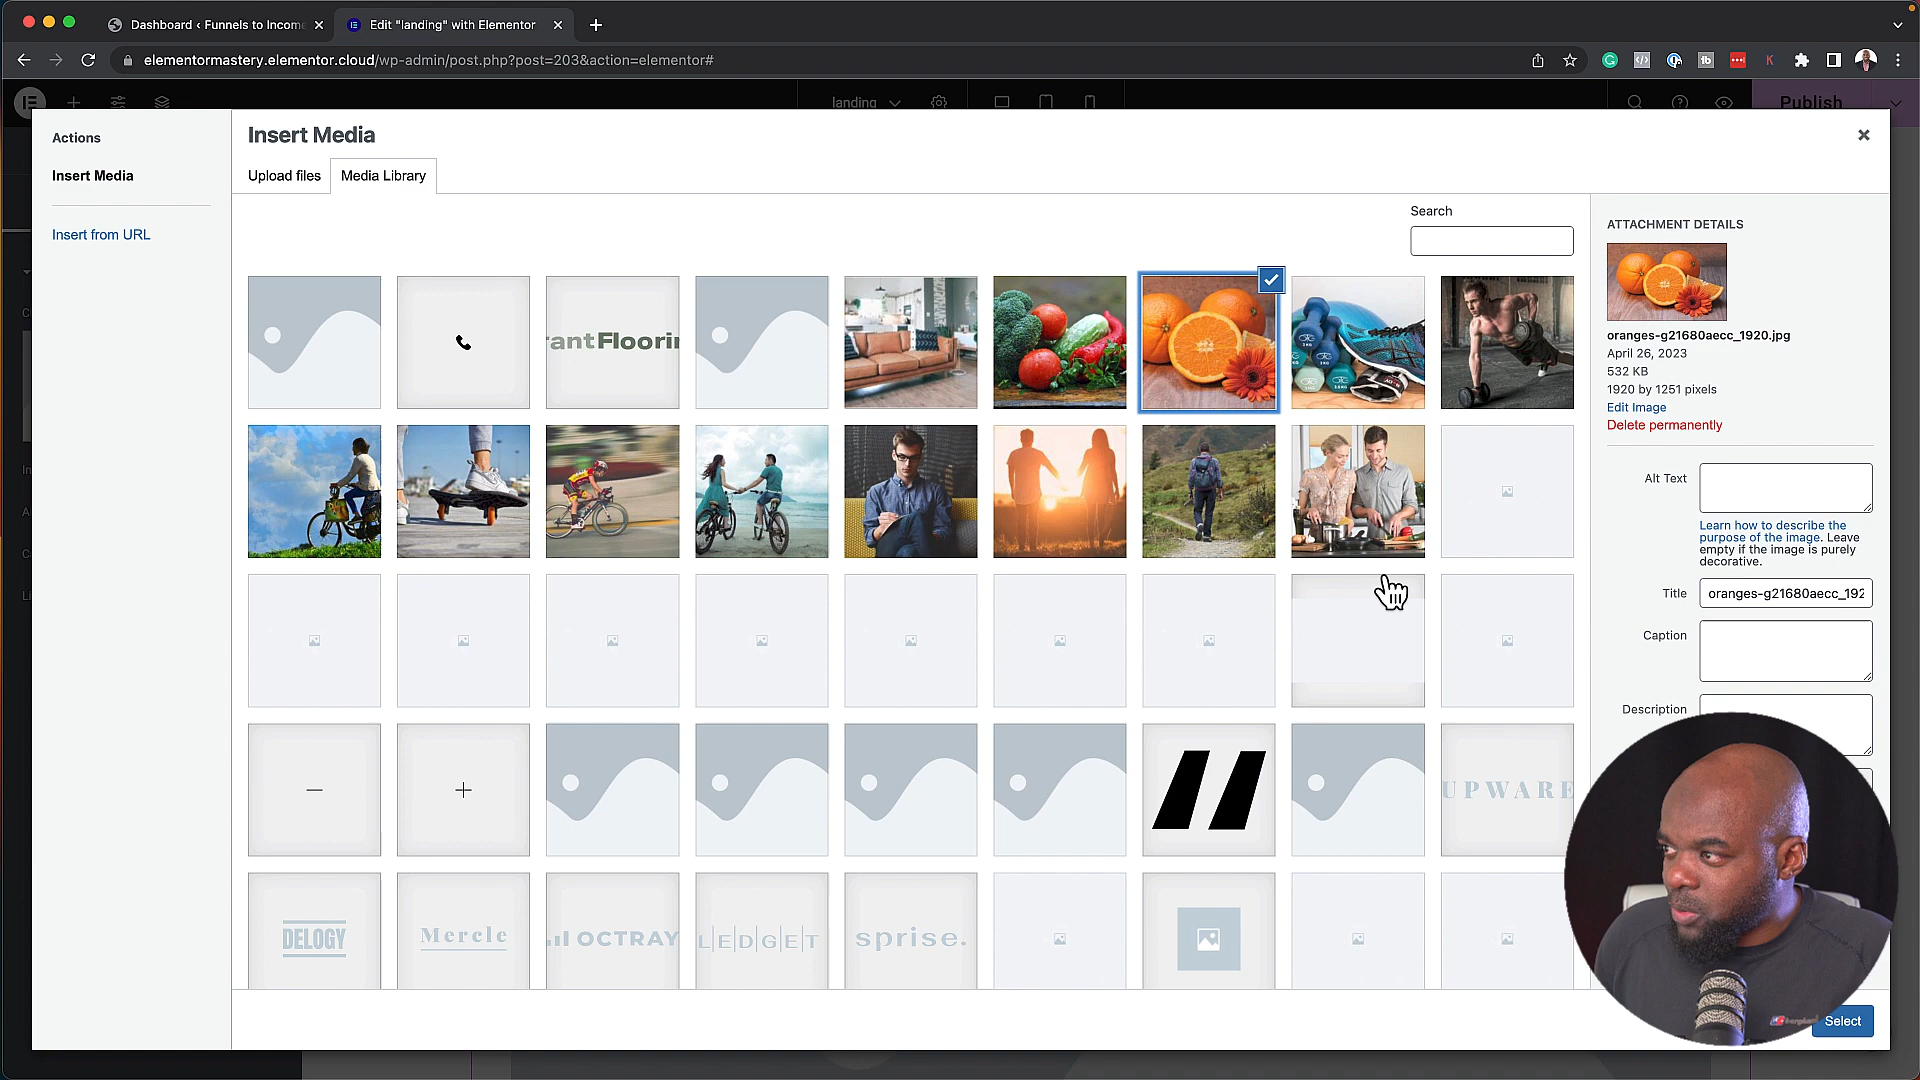 Dashboard ‹ Funnels to Income
Edit "landing" with Elementor
elementormastery.elementor.cloud/wp-admin/post.php?post=203&action=elementor#
landing
Publish
Actions
Insert Media
Insert from URL
Insert Media
Upload files
Media Library
Search
antFloori
UPWARE
DELOGY
Mercle
OCTRAY
LEDGET
sprise.
ATTACHMENT DETAILS
oranges-g21680aecc_1920.jpg
April 26, 2023
532 KB
1920 by 1251 pixels
Edit Image
Delete permanently
Alt Text
Learn how to describe the
purpose of the image. Leave
empty if the image is purely
decorative.
Title
oranges-g21680aecc_192
Caption
Description
Select